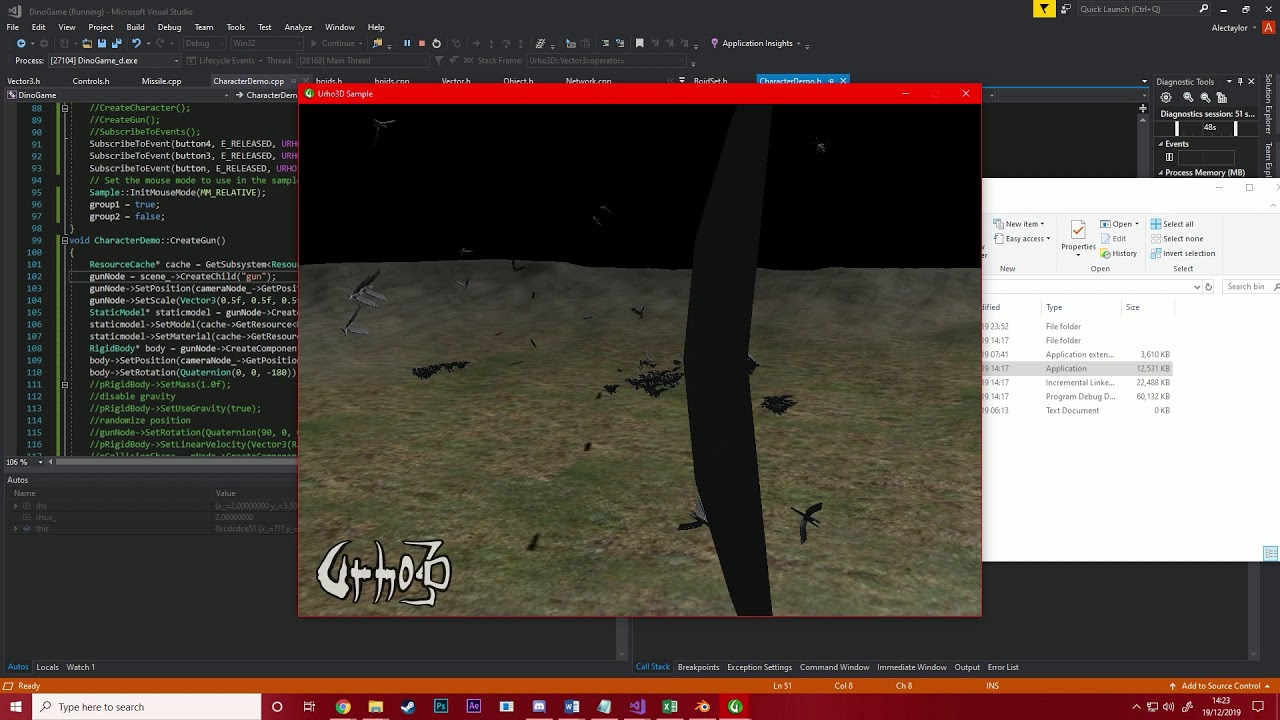 DinoGame (Running) - Microsoft Visual Studio
Quick Launch (Ctrl+Q)
File Edit View Project Build Debug Team Tools Test Analyze Window Help
Alectaylor A
Debug Win32 Continue Application Insights
Process: [27104] DinoGame_d.exe Lifecycle Events Thread: [28168] Main Thread Stack Frame: Urho3D::Vector3::operator=
Vector.h Controls.h Missile.cpp CharacterDemo.cpp boids.h boids.cpp Vector3.h Object.h Vector3.cpp BoidSet.h CharacterDemo.h
DinoGame CharacterDem
Urho3D Sample
Diagnostic Tools
Diagnostics session: 51 s...
48s
Events
Process Memory (MB)
Solution Explorer
Team Expl
88 //CreateCharacter();
89 //CreateGun();
90 //SubscribeToEvents();
91 SubscribeToEvent(button4, E_RELEASED, URHO
92 SubscribeToEvent(button3, E_RELEASED, URHO
93 SubscribeToEvent(button, E_RELEASED, URHO
94 // Set the mouse mode to use in the sample
95 Sample::InitMouseMode(MM_RELATIVE);
96 group1 = true;
97 group2 = false;
98 }
99 void CharacterDemo::CreateGun()
100 {
101 ResourceCache* cache = GetSubsystem<Resou
102 gunNode = scene_->CreateChild("gun");
103 gunNode->SetPosition(cameraNode_->GetPosi
104 gunNode->SetScale(Vector3(0.5f, 0.5f, 0.5
105 StaticModel* staticmodel = gunNode->Creat
106 staticmodel->SetModel(cache->GetResource<
107 staticmodel->SetMaterial(cache->GetResour
108 RigidBody* body = gunNode->CreateComponen
109 body->SetPosition(cameraNode_->GetPositio
110 body->SetRotation(Quaternion(0, 0, -180))
111 //pRigidBody->SetMass(1.0f);
112 //disable gravity
113 //pRigidBody->SetUseGravity(true);
114 //randomize position
115 //gunNode->SetRotation(Quaternion(90, 0,
116 //pRigidBody->SetLinearVelocity(Vector3(R
106 %
Urho3D
New item
Easy access
New
Properties
Open
Edit
History
Open
Select all
Select none
Invert selection
Select
Search bin
dified Type Size
19 23:52 File folder
19 14:17 File folder
19 07:41 Application exten... 3,610 KB
19 14:17 Application 12,531 KB
19 14:17 Incremental Linke... 22,488 KB
19 14:17 Program Debug D... 60,132 KB
19 06:13 Text Document 0 KB
Autos
Name Value
rhs
rhs.x_ 2.00000000
this
Autos Locals Watch 1
Call Stack Breakpoints Exception Settings Command Window Immediate Window Output Error List
Ready Ln 51 Col 8 Ch 8 INS Add to Source Control
Type here to search
Ps Ae
14:23
19/12/2019